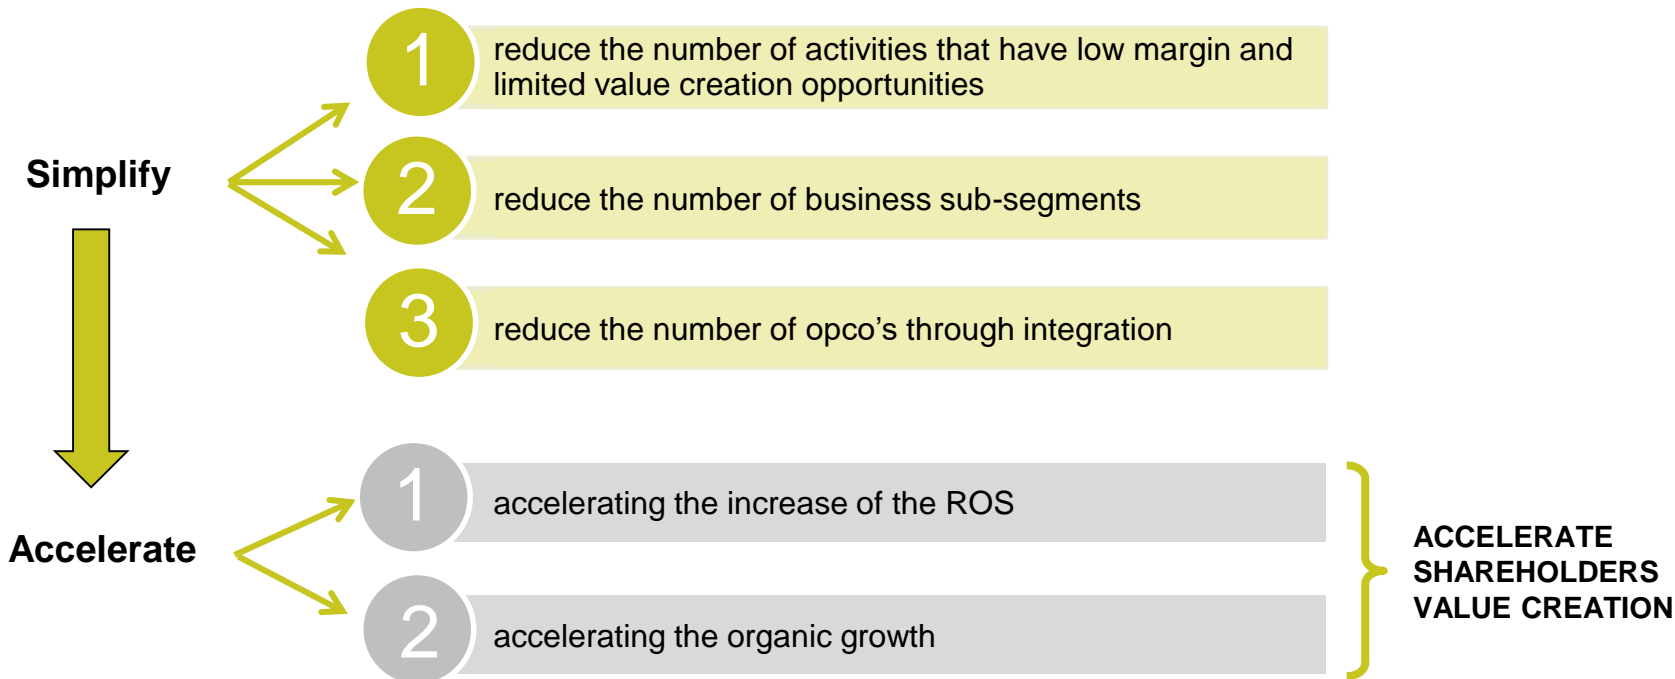 1
reduce the number of activities that have low margin and
limited value creation opportunities
Simplify
2
reduce the number of business sub-segments
3
reduce the number of opco’s through integration
1
accelerating the increase of the ROS
Accelerate
2
accelerating the organic growth
ACCELERATE
SHAREHOLDERS
VALUE CREATION